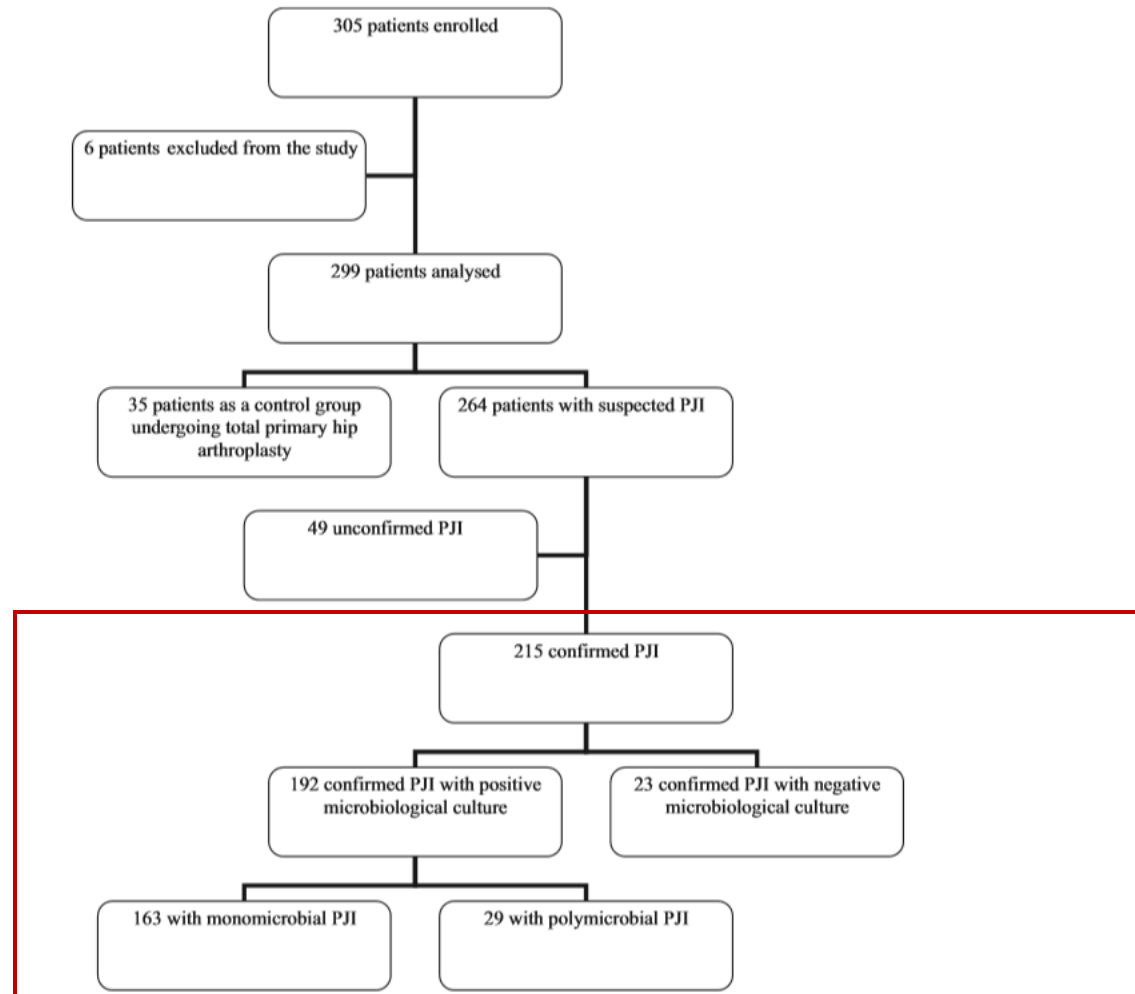 305 patients enrolled
6 patients excluded from the study
299 patients analysed
35 patients as a control group
undergoing total primary hip
arthroplasty
264 patients with suspected PJI
49 unconfirmed PJI
215 confirmed PJI
192 confirmed PJI with positive
microbiological culture
23 confirmed PJI with negative
microbiological culture
163 with monomicrobial PJI
29 with polymicrobial PJI